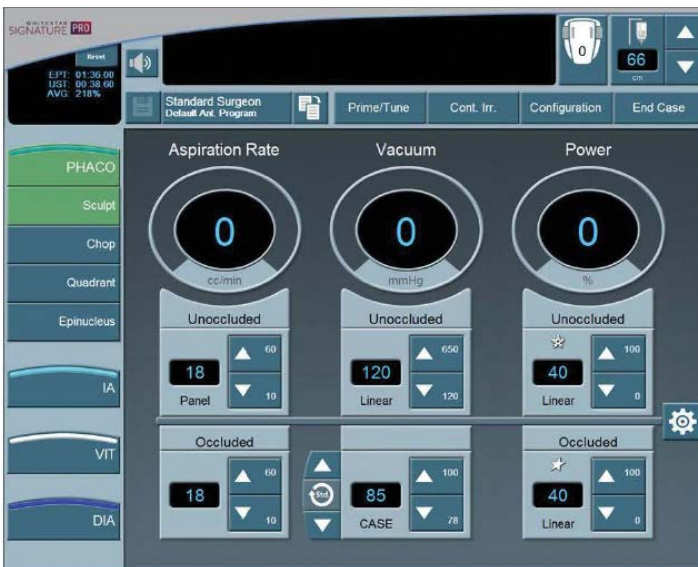 WHITESTAR
SIGNATURE PRO
Reset
EPT: 01:36.00
UST: 00:38.60
AVG: 218%
0
66
cm
Standard Surgeon
Default Ant. Program
Prime/Tune
Cont. Irr.
Configuration
End Case
PHACO
Sculpt
Chop
Quadrant
Epinucleus
IA
VIT
DIA
Aspiration Rate
Vacuum
Power
0
0
0
cc/min
mmHg
%
Unoccluded
Unoccluded
Unoccluded
18
60
Panel
10
120
650
Linear
120
40
100
Linear
0
Occluded
Occluded
18
60
10
Std.
85
100
CASE
78
40
100
Linear
0